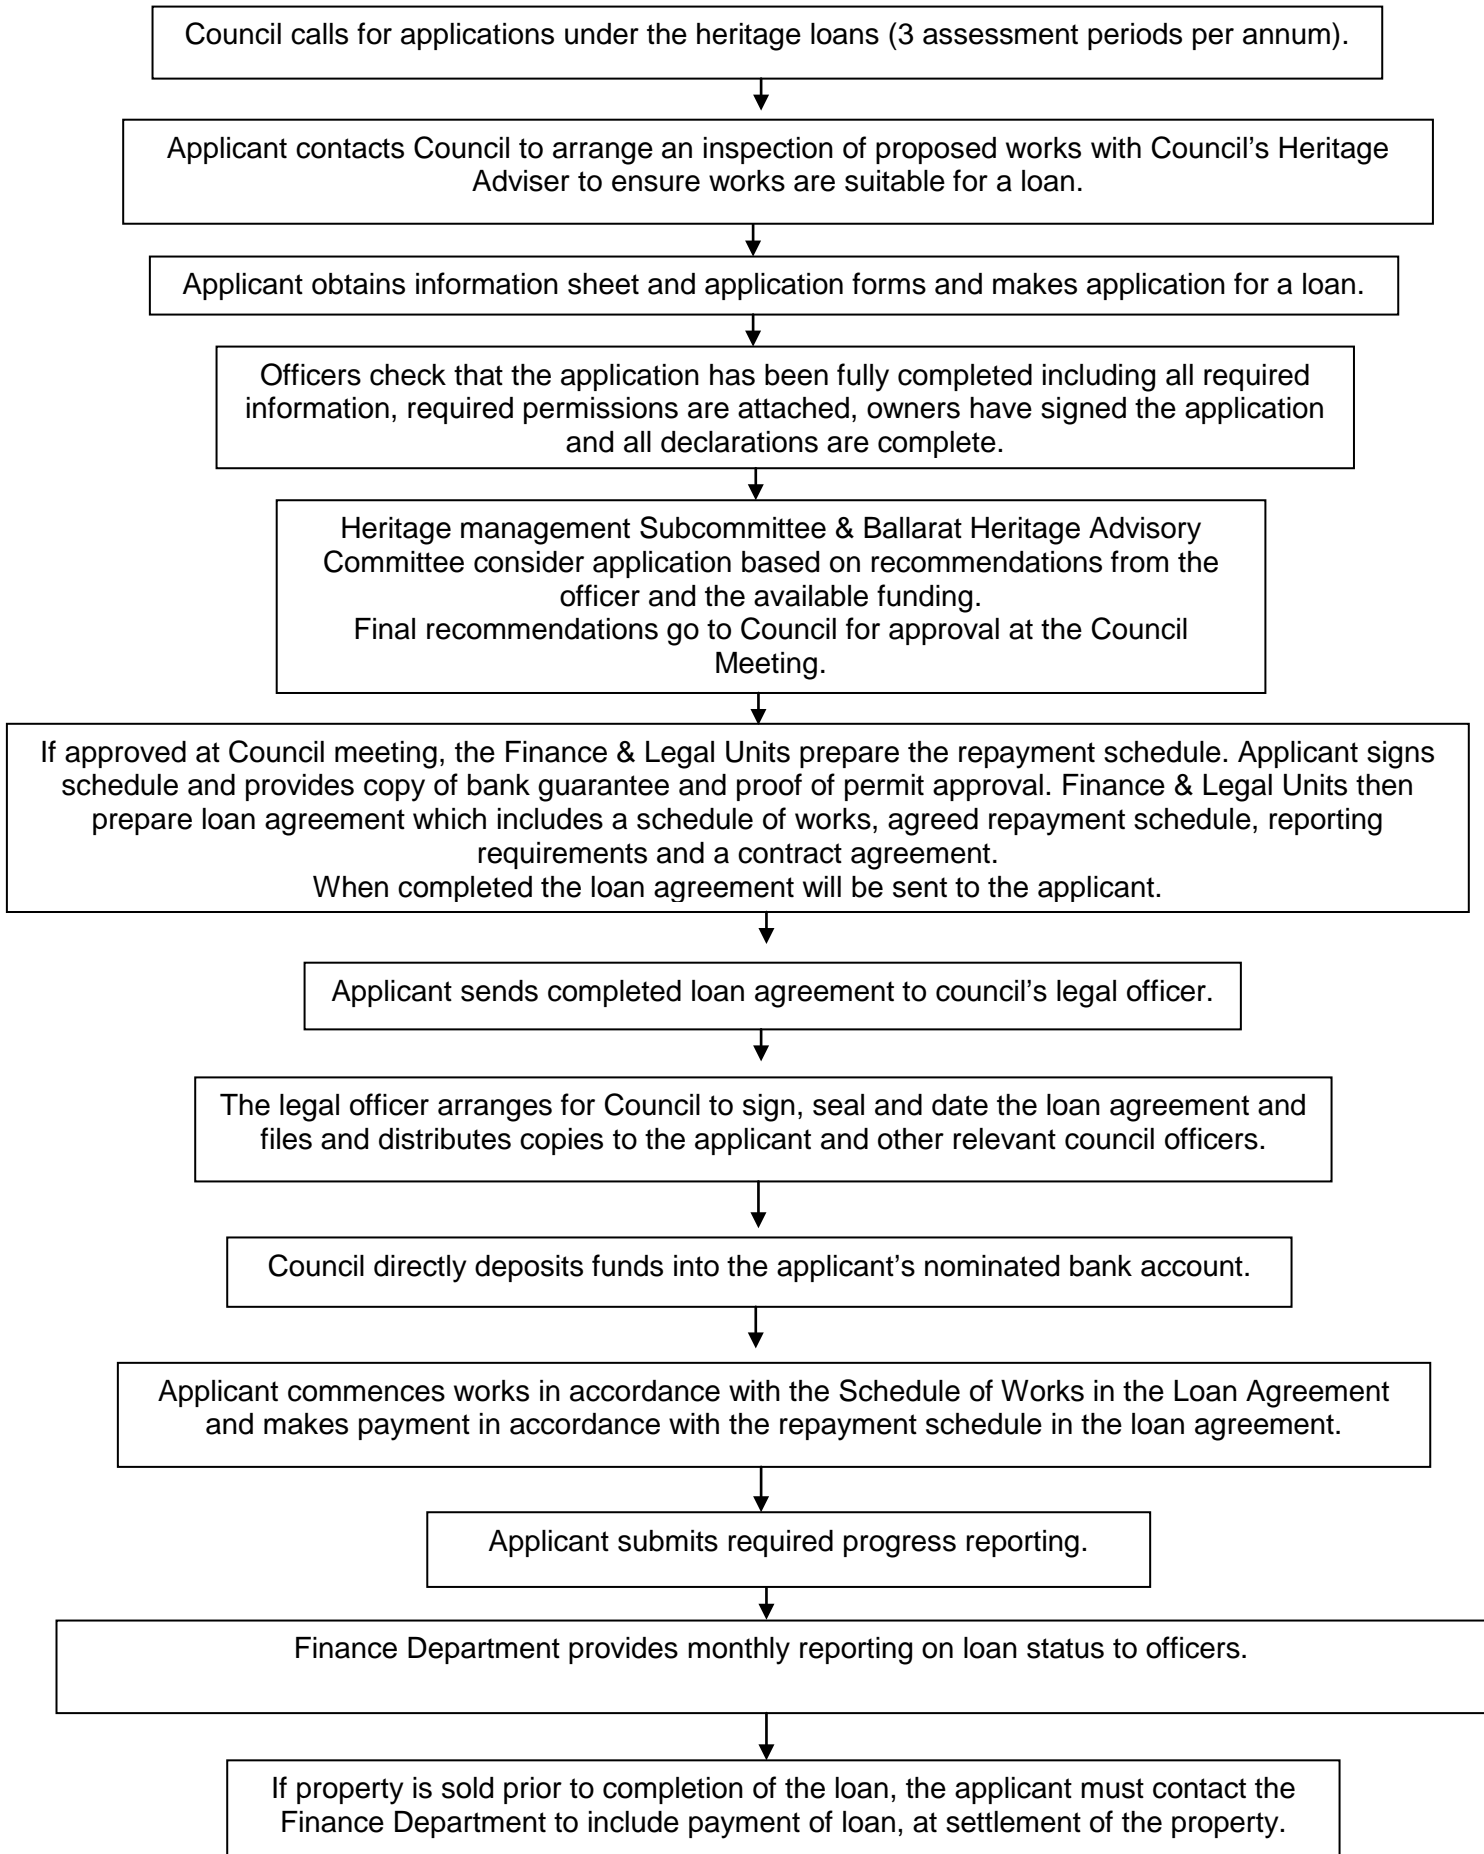 Council calls for applications under the heritage loans (3 assessment periods per annum).
Applicant contacts Council to arrange an inspection of proposed works with Council’s Heritage
Adviser to ensure works are suitable for a loan.
Applicant obtains information sheet and application forms and makes application for a loan.
Officers check that the application has been fully completed including all required
information, required permissions are attached, owners have signed the application
and all declarations are complete.
Heritage management Subcommittee & Ballarat Heritage Advisory
Committee consider application based on recommendations from the
officer and the available funding.
Final recommendations go to Council for approval at the Council
Meeting.
If approved at Council meeting, the Finance & Legal Units prepare the repayment schedule. Applicant signs
schedule and provides copy of bank guarantee and proof of permit approval. Finance & Legal Units then
prepare loan agreement which includes a schedule of works, agreed repayment schedule, reporting
requirements and a contract agreement.
When completed the loan agreement will be sent to the applicant.
Applicant sends completed loan agreement to council’s legal officer.
The legal officer arranges for Council to sign, seal and date the loan agreement and
files and distributes copies to the applicant and other relevant council officers.
Council directly deposits funds into the applicant’s nominated bank account.
Applicant commences works in accordance with the Schedule of Works in the Loan Agreement
and makes payment in accordance with the repayment schedule in the loan agreement.
Applicant submits required progress reporting.
Finance Department provides monthly reporting on loan status to officers.
If property is sold prior to completion of the loan, the applicant must contact the
Finance Department to include payment of loan, at settlement of the property.